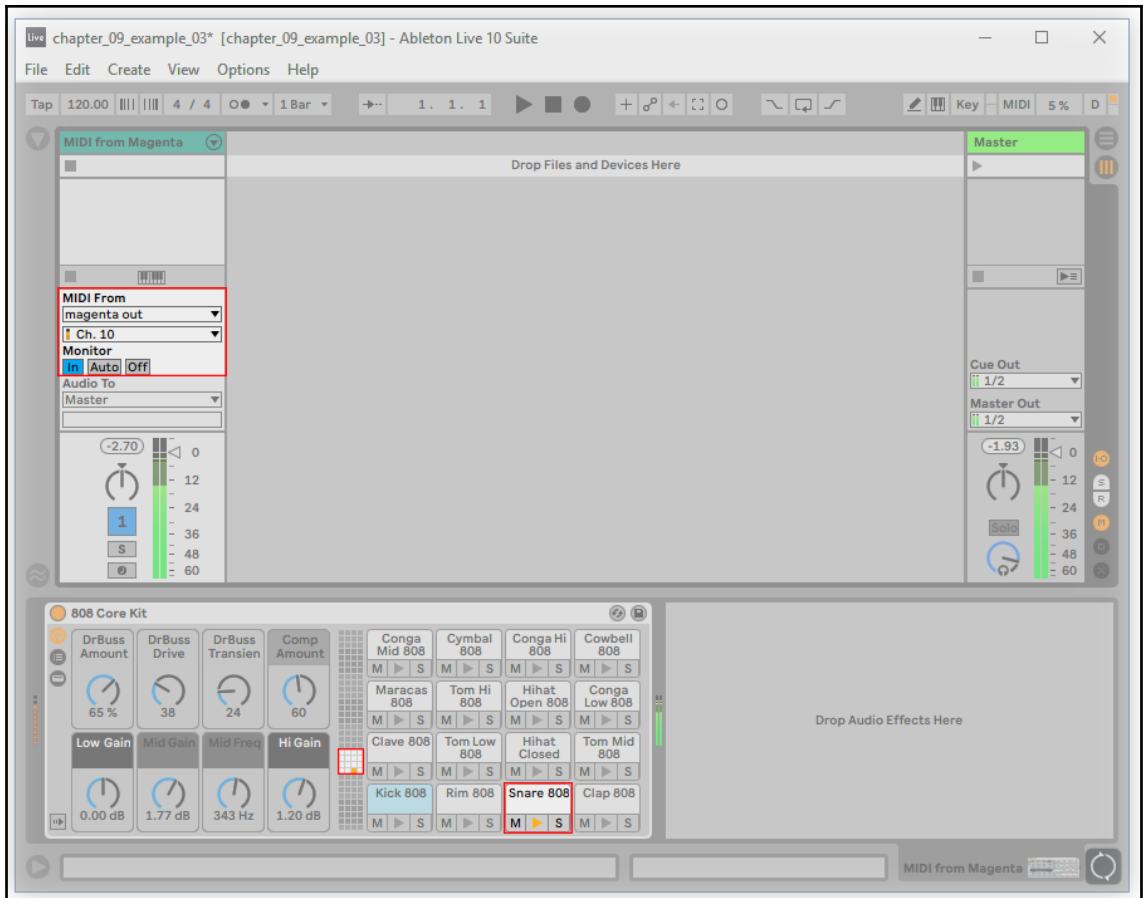 Live chapter_09_example_03* [chapter_09_example_03] - Ableton Live 10 Suite
File Edit Create View Options Help
Tap 120.00 4 / 4 1 Bar 1. 1. 1 Key MIDI 5 % D
MIDI from Magenta Master
Drop Files and Devices Here
MIDI From
magenta out
Ch. 10
Monitor
In Auto Off
Audio To
Master
Cue Out
1/2
Master Out
1/2
-2.70 0
12
24
1
36
S
48
60
-1.93 0
12
24
Solo
36
48
60
I·O
S
R
M
D
X
808 Core Kit
DrBuss Amount
65 %
DrBuss Drive
38
DrBuss Transien
24
Comp Amount
60
Low Gain
0.00 dB
Mid Gain
1.77 dB
Mid Freq
343 Hz
Hi Gain
1.20 dB
Conga Cymbal Conga Hi Cowbell
Mid 808 808 808 808
M S M S M S M S
Maracas Tom Hi Hihat Conga
808 808 Open 808 Low 808
M S M S M S M S
Clave 808 Tom Low Hihat Tom Mid
808 Closed 808
M S M S M S M S
Kick 808 Rim 808 Snare 808 Clap 808
M S M S M S M S
Drop Audio Effects Here
MIDI from Magenta